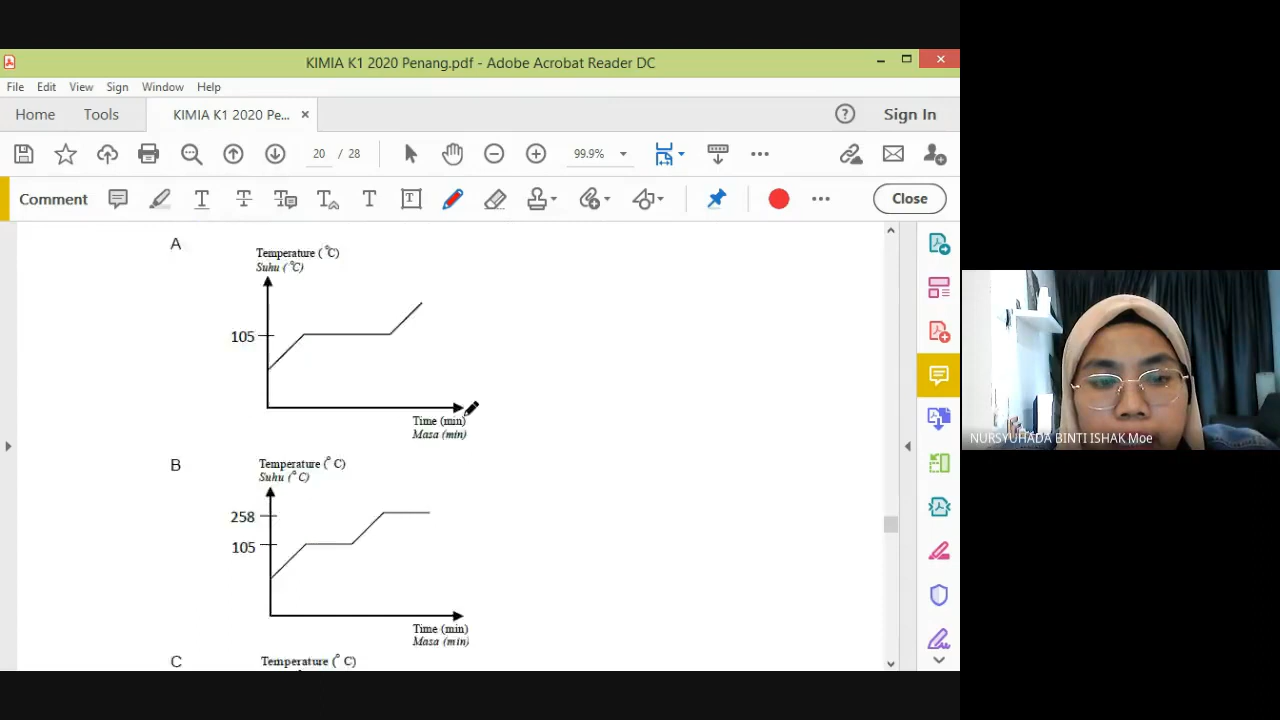 KIMIA K1 2020 Penang.pdf - Adobe Acrobat Reader DC
File Edit View Sign Window Help
Home Tools KIMIA K1 2020 Pe... × ? Sign In
20 / 28 99.9%
Comment Close
A
Temperature (°C)
Suhu (°C)
105
Time (min)
Masa (min)
B
Temperature (° C)
Suhu (° C)
258
105
Time (min)
Masa (min)
C
Temperature (° C)
NURSYUHADA BINTI ISHAK Moe